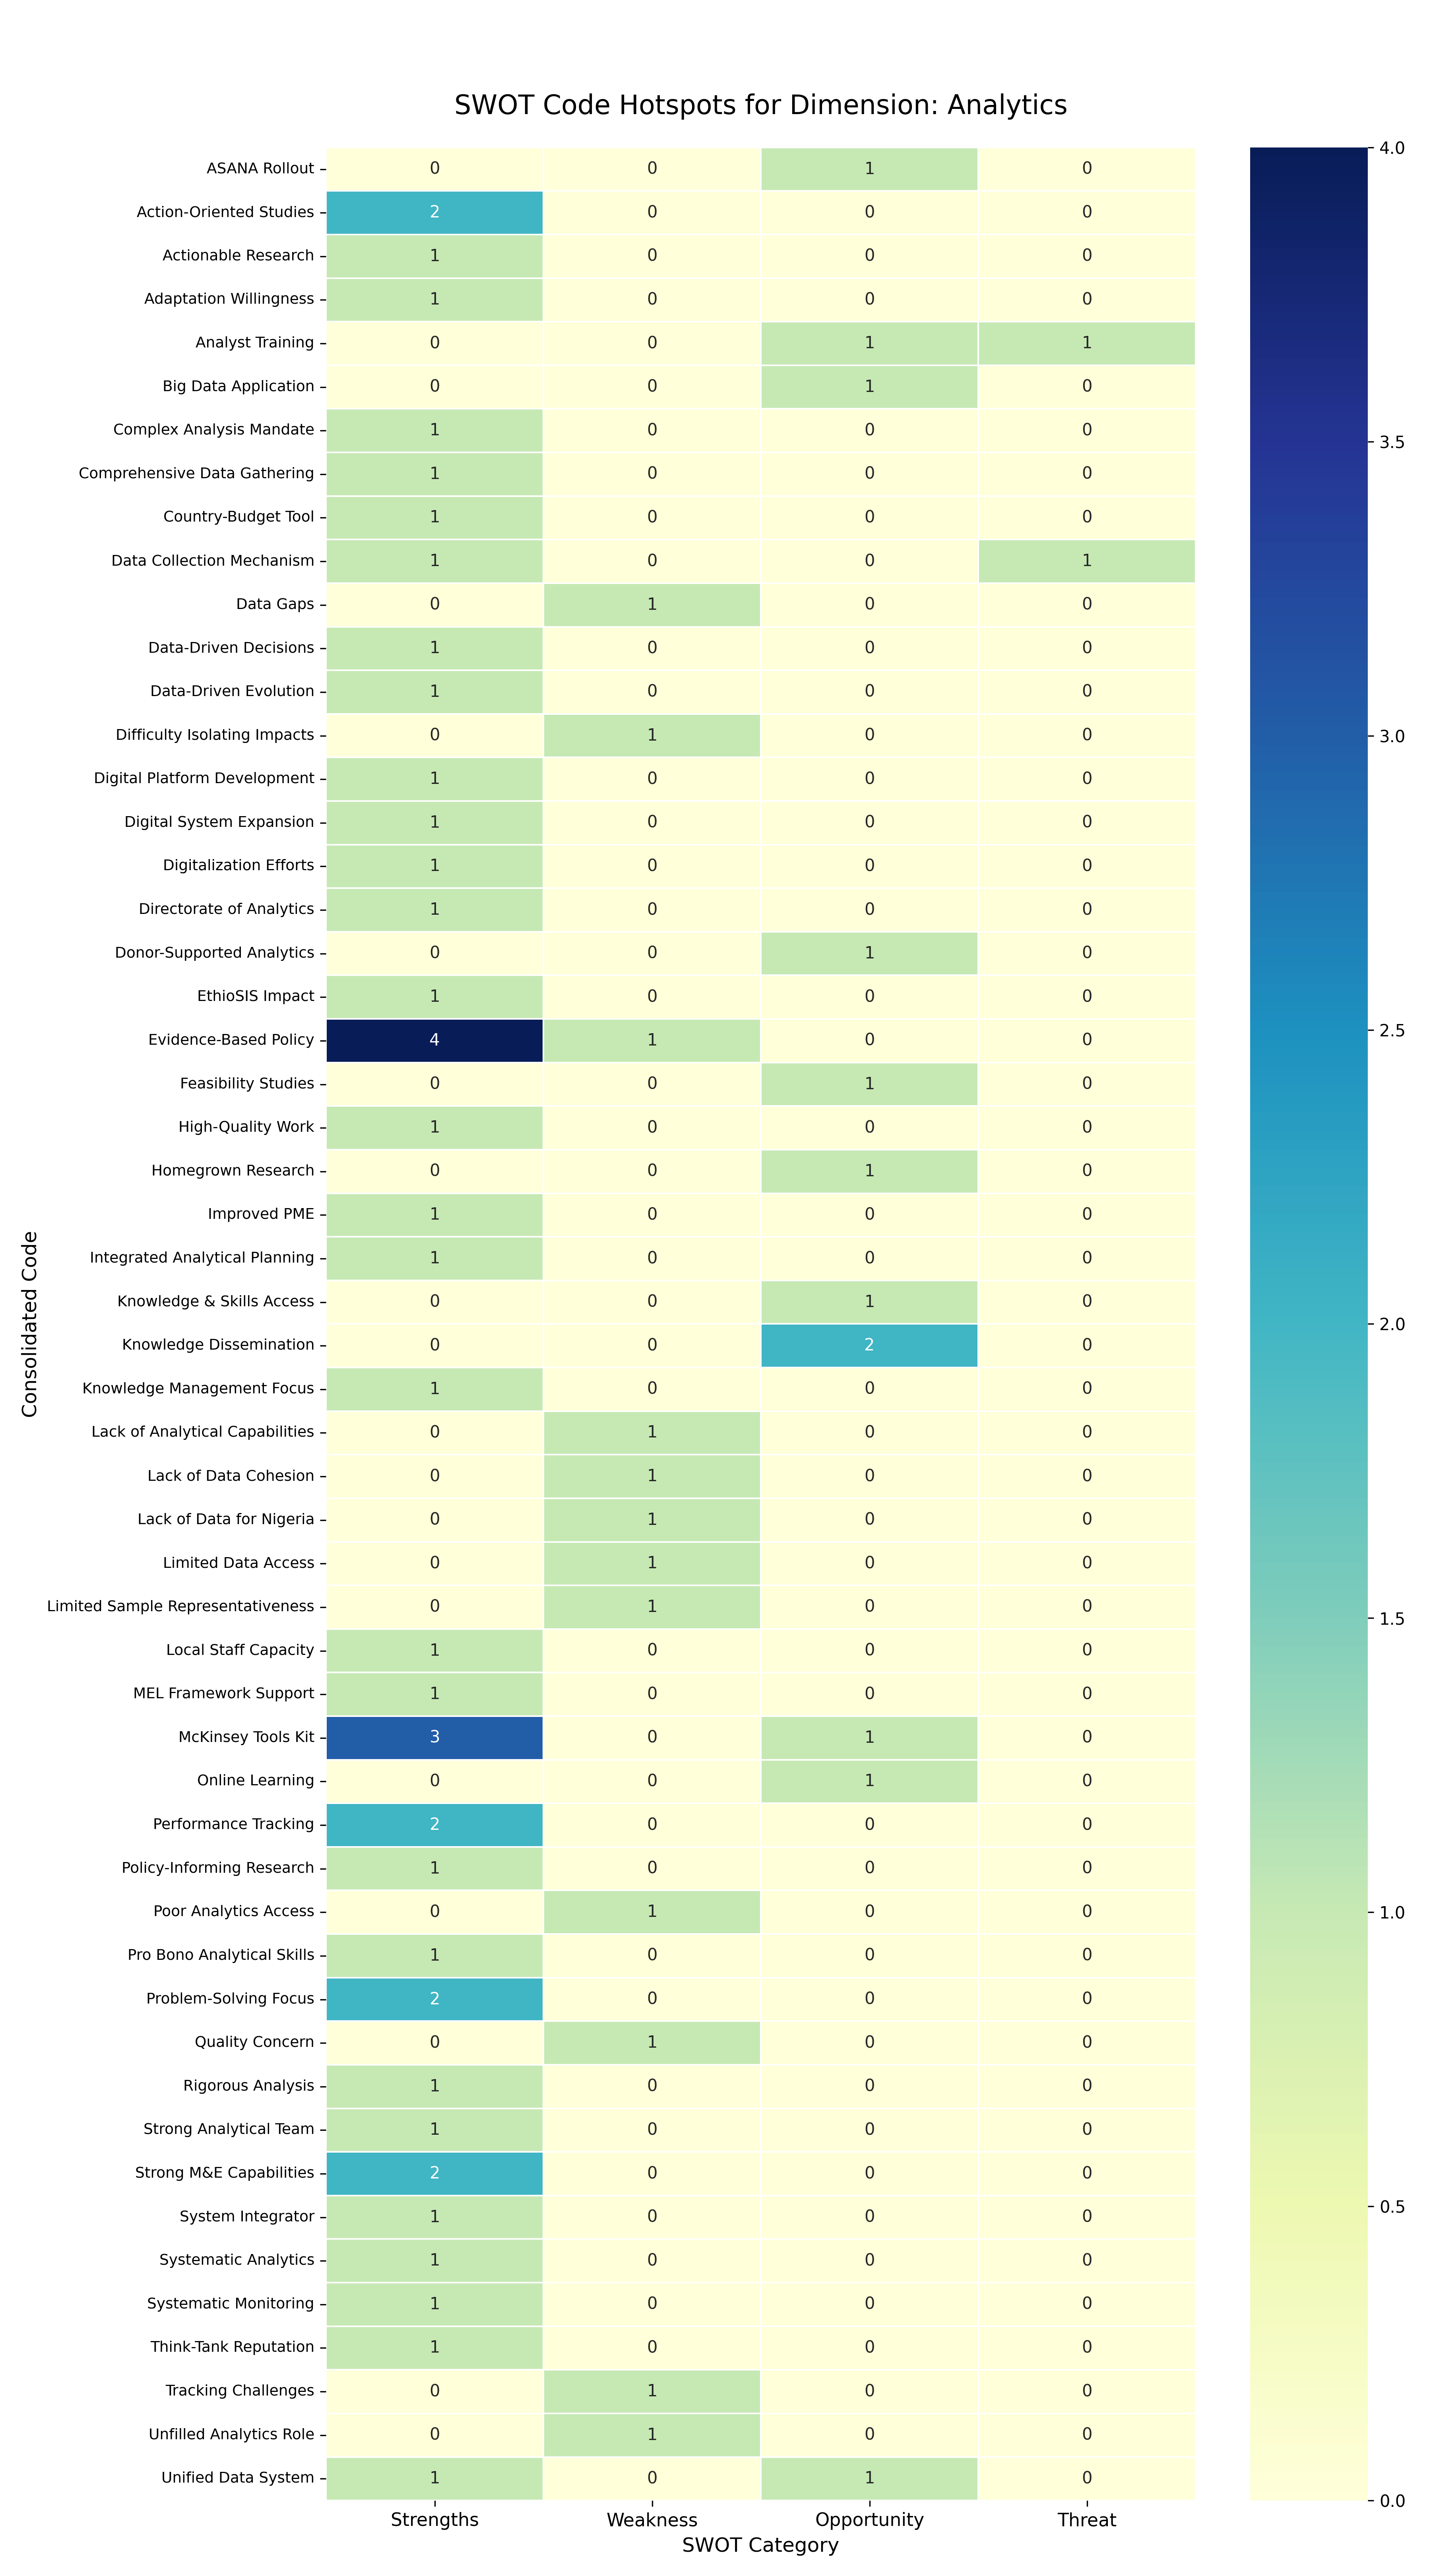 SWOT Code Hotspots for Dimension: Analytics
Consolidated Code
ASANA Rollout 0 0 1 0
Action-Oriented Studies 2 0 0 0
Actionable Research 1 0 0 0
Adaptation Willingness 1 0 0 0
Analyst Training 0 0 1 1
Big Data Application 0 0 1 0
Complex Analysis Mandate 1 0 0 0
Comprehensive Data Gathering 1 0 0 0
Country-Budget Tool 1 0 0 0
Data Collection Mechanism 1 0 0 1
Data Gaps 0 1 0 0
Data-Driven Decisions 1 0 0 0
Data-Driven Evolution 1 0 0 0
Difficulty Isolating Impacts 0 1 0 0
Digital Platform Development 1 0 0 0
Digital System Expansion 1 0 0 0
Digitalization Efforts 1 0 0 0
Directorate of Analytics 1 0 0 0
Donor-Supported Analytics 0 0 1 0
EthioSIS Impact 1 0 0 0
Evidence-Based Policy 4 1 0 0
Feasibility Studies 0 0 1 0
High-Quality Work 1 0 0 0
Homegrown Research 0 0 1 0
Improved PME 1 0 0 0
Integrated Analytical Planning 1 0 0 0
Knowledge & Skills Access 0 0 1 0
Knowledge Dissemination 0 0 2 0
Knowledge Management Focus 1 0 0 0
Lack of Analytical Capabilities 0 1 0 0
Lack of Data Cohesion 0 1 0 0
Lack of Data for Nigeria 0 1 0 0
Limited Data Access 0 1 0 0
Limited Sample Representativeness 0 1 0 0
Local Staff Capacity 1 0 0 0
MEL Framework Support 1 0 0 0
McKinsey Tools Kit 3 0 1 0
Online Learning 0 0 1 0
Performance Tracking 2 0 0 0
Policy-Informing Research 1 0 0 0
Poor Analytics Access 0 1 0 0
Pro Bono Analytical Skills 1 0 0 0
Problem-Solving Focus 2 0 0 0
Quality Concern 0 1 0 0
Rigorous Analysis 1 0 0 0
Strong Analytical Team 1 0 0 0
Strong M&E Capabilities 2 0 0 0
System Integrator 1 0 0 0
Systematic Analytics 1 0 0 0
Systematic Monitoring 1 0 0 0
Think-Tank Reputation 1 0 0 0
Tracking Challenges 0 1 0 0
Unfilled Analytics Role 0 1 0 0
Unified Data System 1 0 1 0
Strengths Weakness Opportunity Threat
SWOT Category
4.0
3.5
3.0
2.5
2.0
1.5
1.0
0.5
0.0